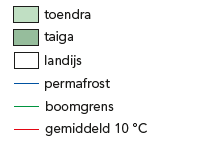 toendra
taiga
landijs
permafrost
boomgrens
gemiddeld 10 °C